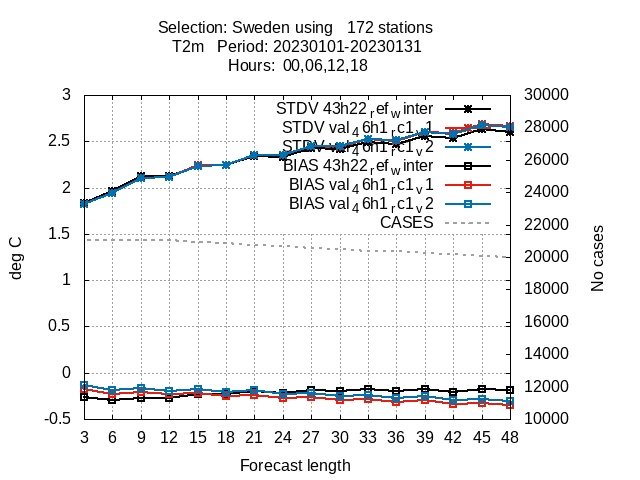 Selection: Sweden using   172 stations
T2m   Period: 20230101-20230131
Hours:  00,06,12,18
3
2.5
2
1.5
1
0.5
0
-0.5
deg C
30000
28000
26000
24000
22000
20000
18000
16000
14000
12000
10000
No cases
STDV 43h22_ref_winter
STDV val_46h1_rc1_v1
STDV val_46h1_rc1_v2
BIAS 43h22_ref_winter
BIAS val_46h1_rc1_v1
BIAS val_46h1_rc1_v2
CASES
3 6 9 12 15 18 21 24 27 30 33 36 39 42 45 48
Forecast length